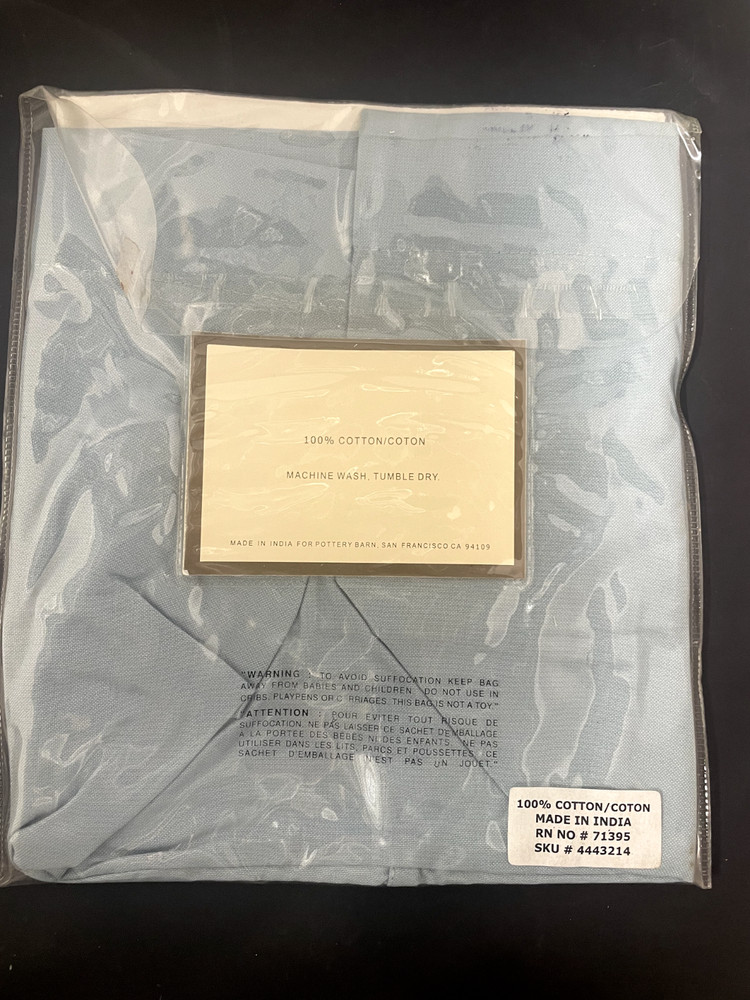 100% COTTON/COTON
MACHINE WASH, TUMBLE DRY.
MADE IN INDIA FOR POTTERY BARN, SAN FRANCISCO CA 94109
"WARNING : TO AVOID SUFFOCATION KEEP BAG
AWAY FROM BABIES AND CHILDREN DO NOT USE IN
CRIBS, PLAYPENS OR C RRIAGES. THIS BAG IS NOT A TOY."
"ATTENTION : POUR EVITER TOUT RISQUE DE
SUFFOCATION, NE PAS LAISSER CE SACHET D'EMBALLAGE
A LA PORTEE DES BEBES NI DES ENFANTS. NE PAS
UTILISER DANS LES LITS, PARCS ET POUSSETTES. CE
SACHET D'EMBALLAGE N'EST PAS UN JOUET."
100% COTTON/COTON
MADE IN INDIA
RN NO # 71395
SKU # 4443214